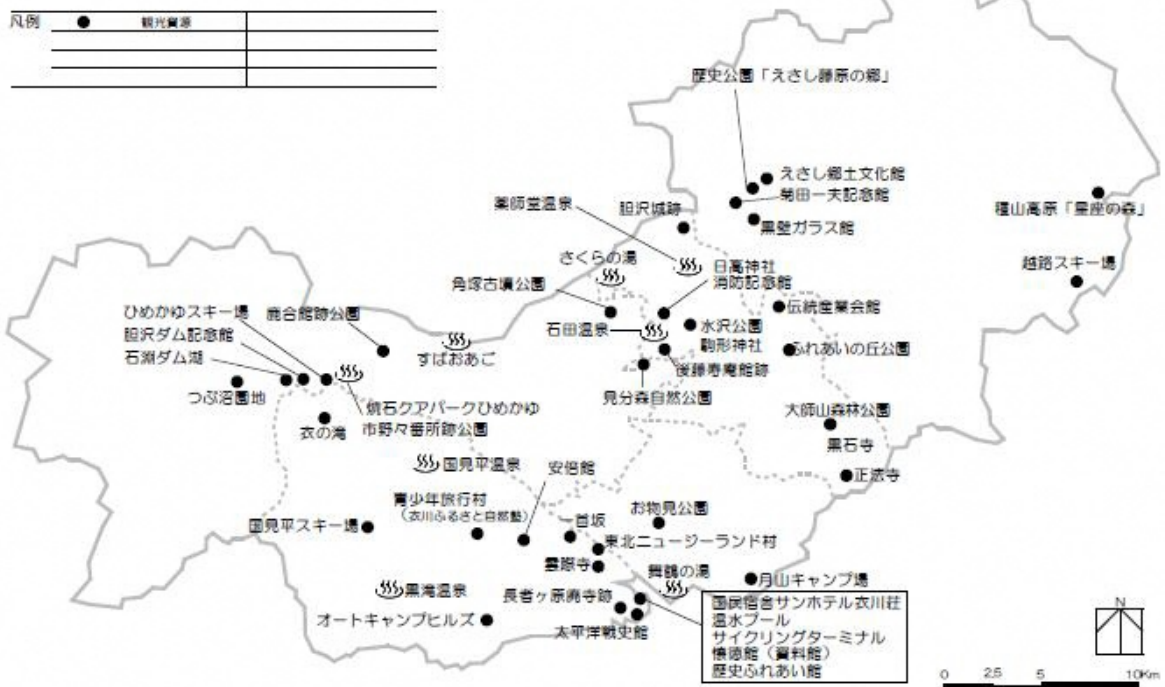 凡例
観光資源
歴史公園「えさし藤原の郷」
えさし郷土文化館
菊田一夫記念館
黒壁ガラス館
種山高原「星座の森」
越路スキー場
薬師堂温泉
胆沢城跡
さくらの湯
角塚古墳公園
日高神社
消防記念館
石田温泉
水沢公園
駒形神社
後藤寿庵館跡
見分森自然公園
伝統産業会館
ふれあいの丘公園
大師山森林公園
黒石寺
正法寺
ひめかゆスキー場
胆沢ダム記念館
石淵ダム湖
つぶ沼園地
鹿合館跡公園
すぱおあご
焼石クアパークひめかゆ
市野々番所跡公園
衣の滝
国見平温泉
安倍館
青少年旅行村
(衣川ふるさと自然塾)
国見平スキー場
一首坂
お物見公園
東北ニュージーランド村
雲際寺
舞鶴の湯
月山キャンプ場
黒滝温泉
長者ヶ原廃寺跡
オートキャンプヒルズ
太平洋戦史館
国民宿舎サンホテル衣川荘
温水プール
サイクリングターミナル
懐徳館(資料館)
歴史ふれあい館
N
0 2.5 5 10Km